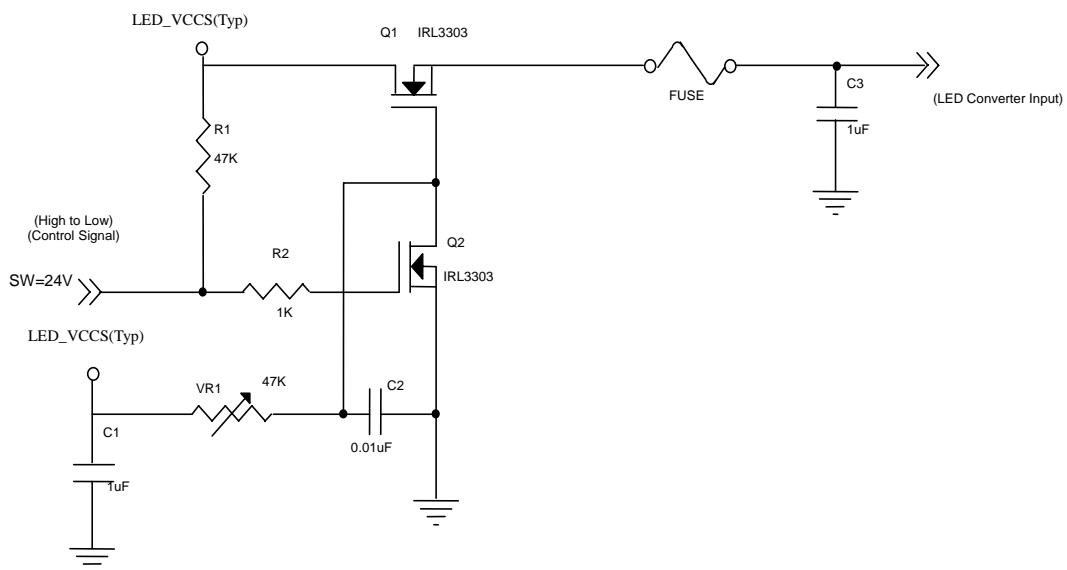 LED_VCCS(Typ)
Q1 IRL3303
R1
47K
FUSE
C3
1uF
(LED Converter Input)
(High to Low)
(Control Signal)
SW=24V
R2
1K
Q2
IRL3303
LED_VCCS(Typ)
VR1
47K
C2
0.01uF
C1
1uF